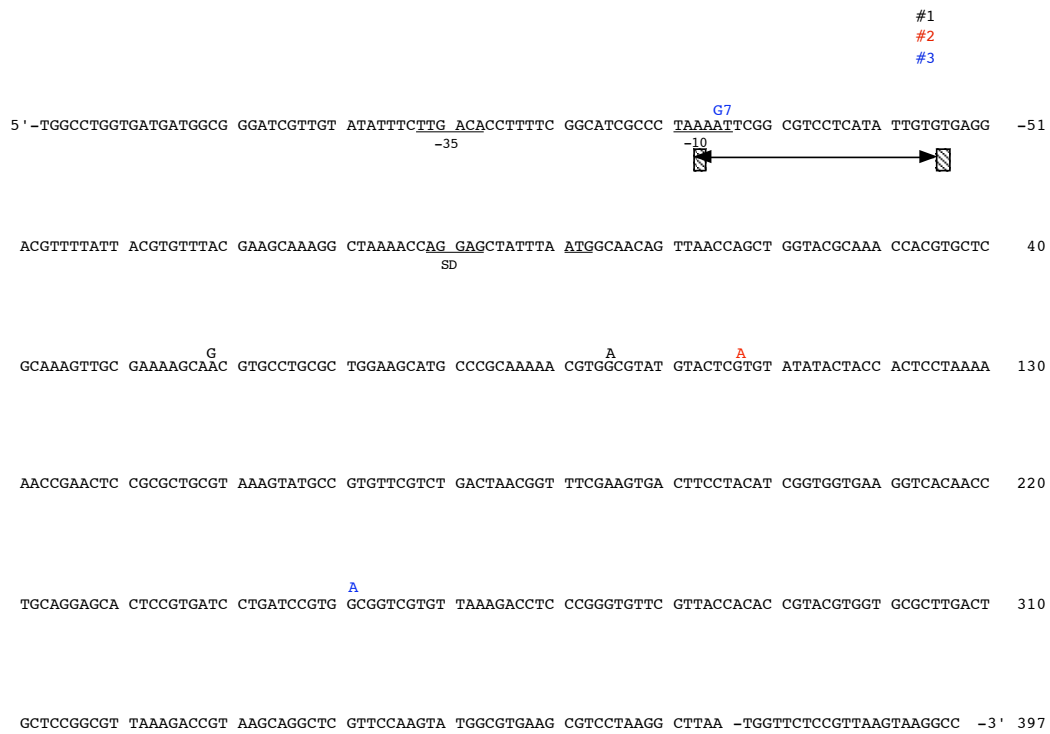 #1
#2
#3
G7
5'-TGGCCTGGTGATGATGGCG GGATCGTTGT ATATTTCTTG ACACCTTTTC GGCATCGCCC TAAAATTCGG CGTCCTCATA TTGTGTGAGG -51
-35 -10
ACGTTTTATT ACGTGTTTAC GAAGCAAAGG CTAAAACCAG GAGCTATTTA ATGGCAACAG TTAACCAGCT GGTACGCAAA CCACGTGCTC 40
SD
G A A
GCAAAGTTGC GAAAAGCAAC GTGCCTGCGC TGGAAGCATG CCCGCAAAAA CGTGGCGTAT GTACTCGTGT ATATACTACC ACTCCTAAAA 130
AACCGAACTC CGCGCTGCGT AAAGTATGCC GTGTTCGTCT GACTAACGGT TTCGAAGTGA CTTCCTACAT CGGTGGTGAA GGTCACAACC 220
A
TGCAGGAGCA CTCCGTGATC CTGATCCGTG GCGGTCGTGT TAAAGACCTC CCGGGTGTTC GTTACCACAC CGTACGTGGT GCGCTTGACT 310
GCTCCGGCGT TAAAGACCGT AAGCAGGCTC GTTCCAAGTA TGGCGTGAAG CGTCCTAAGG CTTAA -TGGTTCTCCGTTAAGTAAGGCC -3' 397